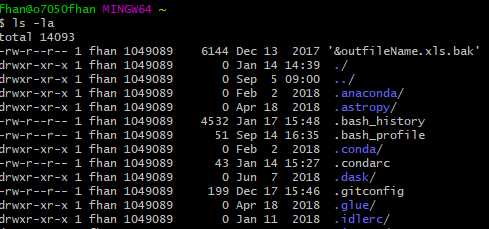 fhan@o7050fhan MINGW64 ~
$ ls -la
total 14093
-rw-r--r-- 1 fhan 1049089    6144 Dec 13  2017 '&outfileName.xls.bak'
drwxr-xr-x 1 fhan 1049089       0 Jan 14 14:39 ./
drwxr-xr-x 1 fhan 1049089       0 Sep  5 09:00 ../
drwxr-xr-x 1 fhan 1049089       0 Feb  2  2018 .anaconda/
drwxr-xr-x 1 fhan 1049089       0 Apr 18  2018 .astropy/
-rw-r--r-- 1 fhan 1049089    4532 Jan 17 15:48 .bash_history
-rw-r--r-- 1 fhan 1049089      51 Sep 14 16:35 .bash_profile
drwxr-xr-x 1 fhan 1049089       0 Feb  2  2018 .conda/
-rw-r--r-- 1 fhan 1049089      43 Jan 14 15:27 .condarc
drwxr-xr-x 1 fhan 1049089       0 Jun  7  2018 .dask/
-rw-r--r-- 1 fhan 1049089     199 Dec 17 15:46 .gitconfig
drwxr-xr-x 1 fhan 1049089       0 Apr 18  2018 .glue/
drwxr-xr-x 1 fhan 1049089       0 Jan 11  2018 .idlerc/